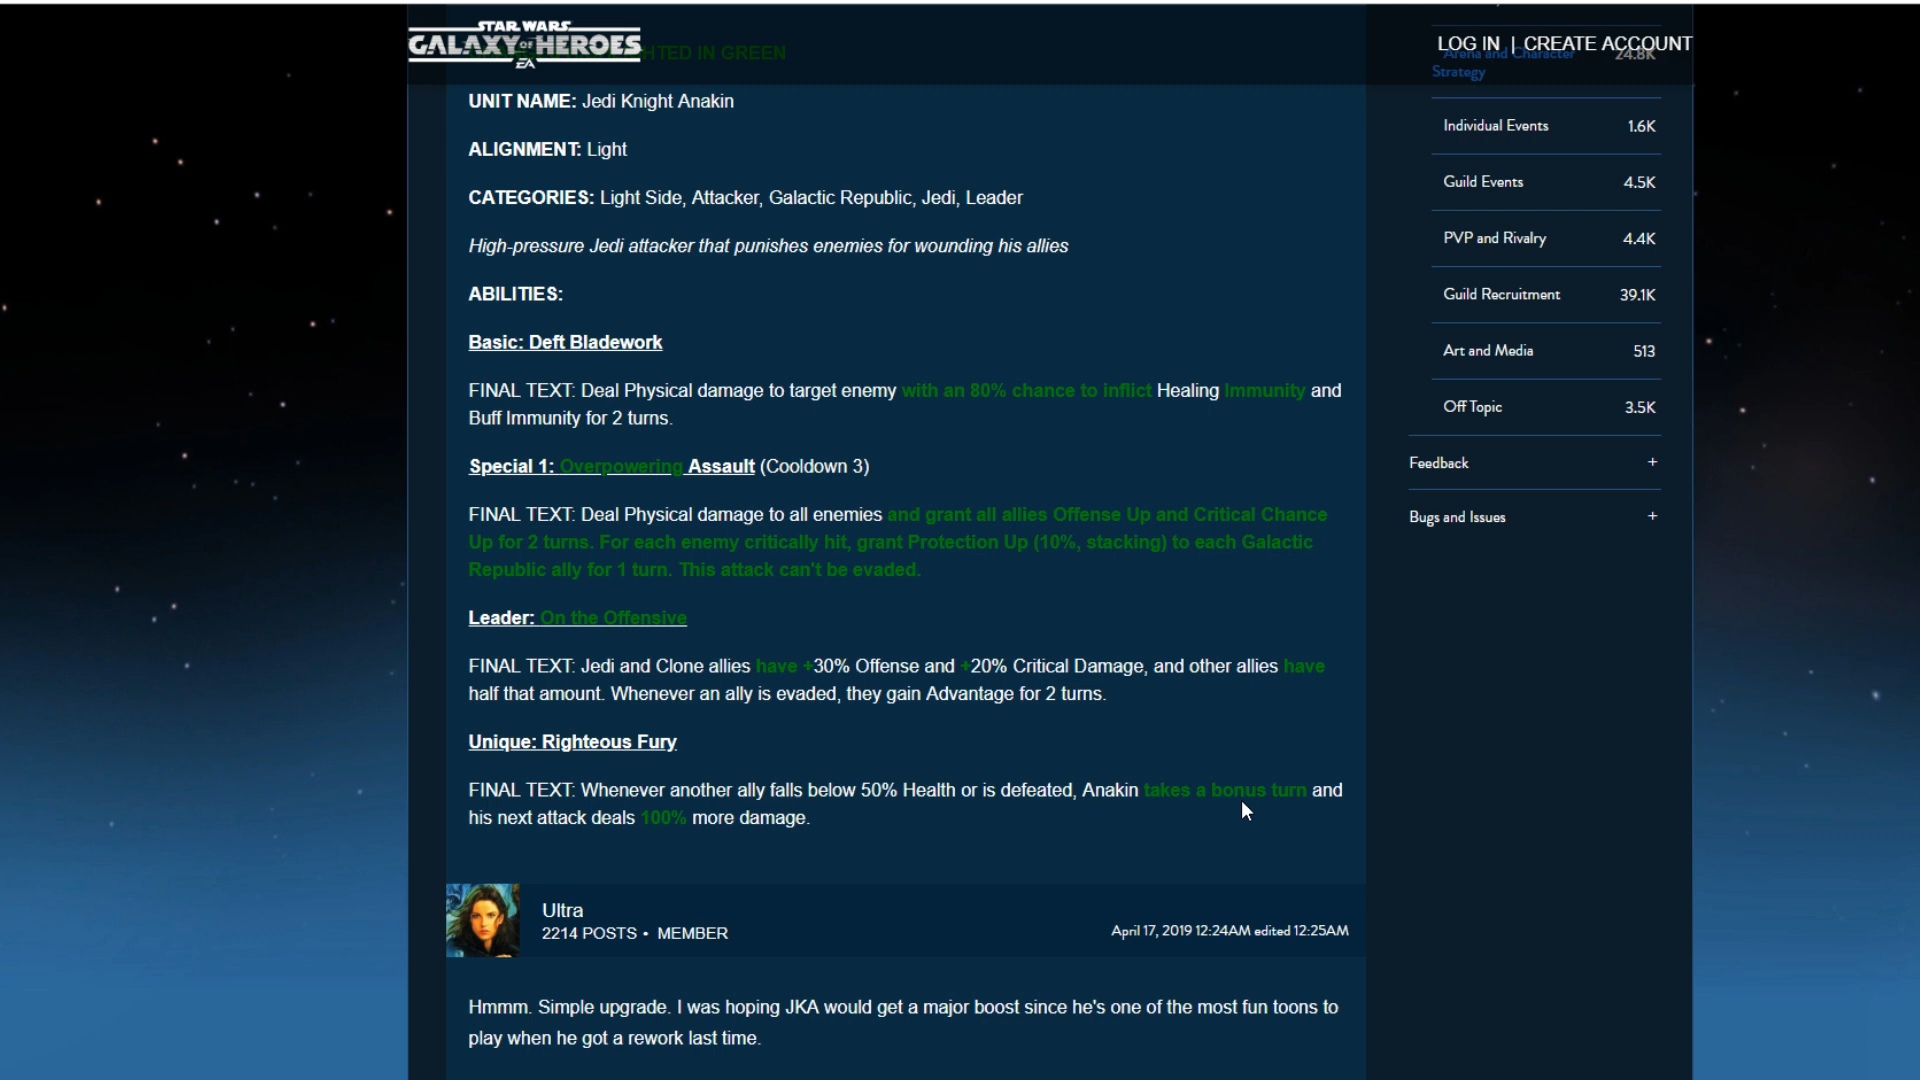 STAR WARS
GALAXY OF HEROES
EA
HTED IN GREEN
LOG IN | CREATE ACCOUNT
Arena and Character
Strategy
24.8K
UNIT NAME: Jedi Knight Anakin
ALIGNMENT: Light
CATEGORIES: Light Side, Attacker, Galactic Republic, Jedi, Leader
High-pressure Jedi attacker that punishes enemies for wounding his allies
ABILITIES:
Basic: Deft Bladework
FINAL TEXT: Deal Physical damage to target enemy with an 80% chance to inflict Healing Immunity and
Buff Immunity for 2 turns.
Special 1: Overpowering Assault (Cooldown 3)
FINAL TEXT: Deal Physical damage to all enemies and grant all allies Offense Up and Critical Chance
Up for 2 turns. For each enemy critically hit, grant Protection Up (10%, stacking) to each Galactic
Republic ally for 1 turn. This attack can't be evaded.
Leader: On the Offensive
FINAL TEXT: Jedi and Clone allies have +30% Offense and +20% Critical Damage, and other allies have
half that amount. Whenever an ally is evaded, they gain Advantage for 2 turns.
Unique: Righteous Fury
FINAL TEXT: Whenever another ally falls below 50% Health or is defeated, Anakin takes a bonus turn and
his next attack deals 100% more damage.
Ultra
2214 POSTS • MEMBER
April 17, 2019 12:24AM edited 12:25AM
Hmmm. Simple upgrade. I was hoping JKA would get a major boost since he's one of the most fun toons to
play when he got a rework last time.
Individual Events 1.6K
Guild Events 4.5K
PVP and Rivalry 4.4K
Guild Recruitment 39.1K
Art and Media 513
Off Topic 3.5K
Feedback +
Bugs and Issues +